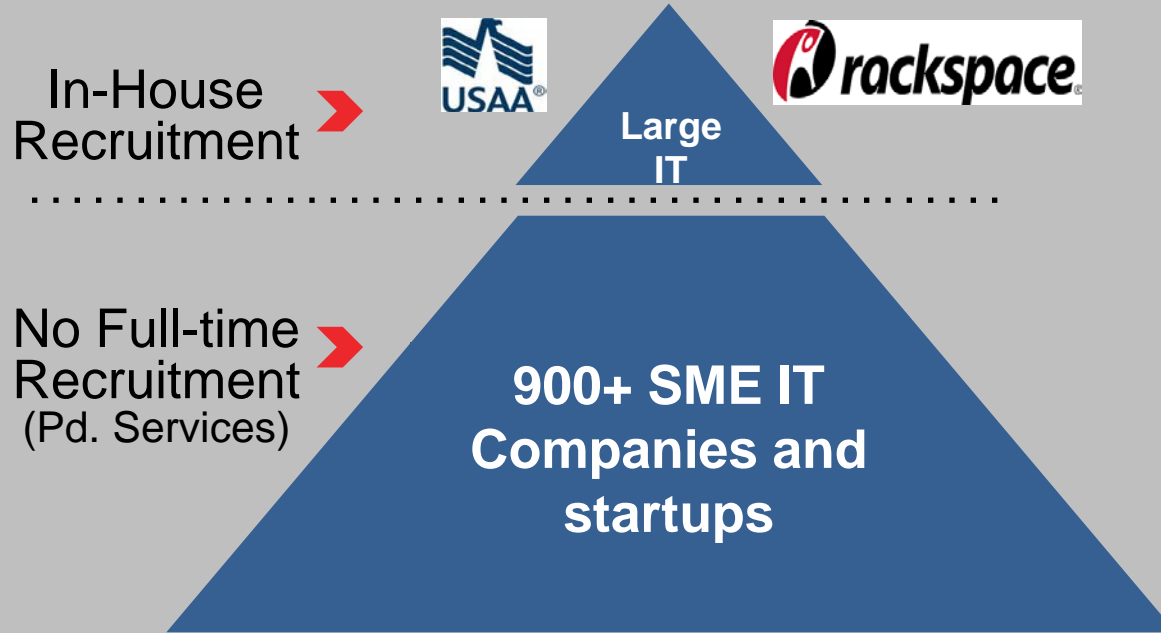 In-House
Recruitment
USAA®
rackspace®
Large
IT
No Full-time
Recruitment
(Pd. Services)
900+ SME IT
Companies and
startups